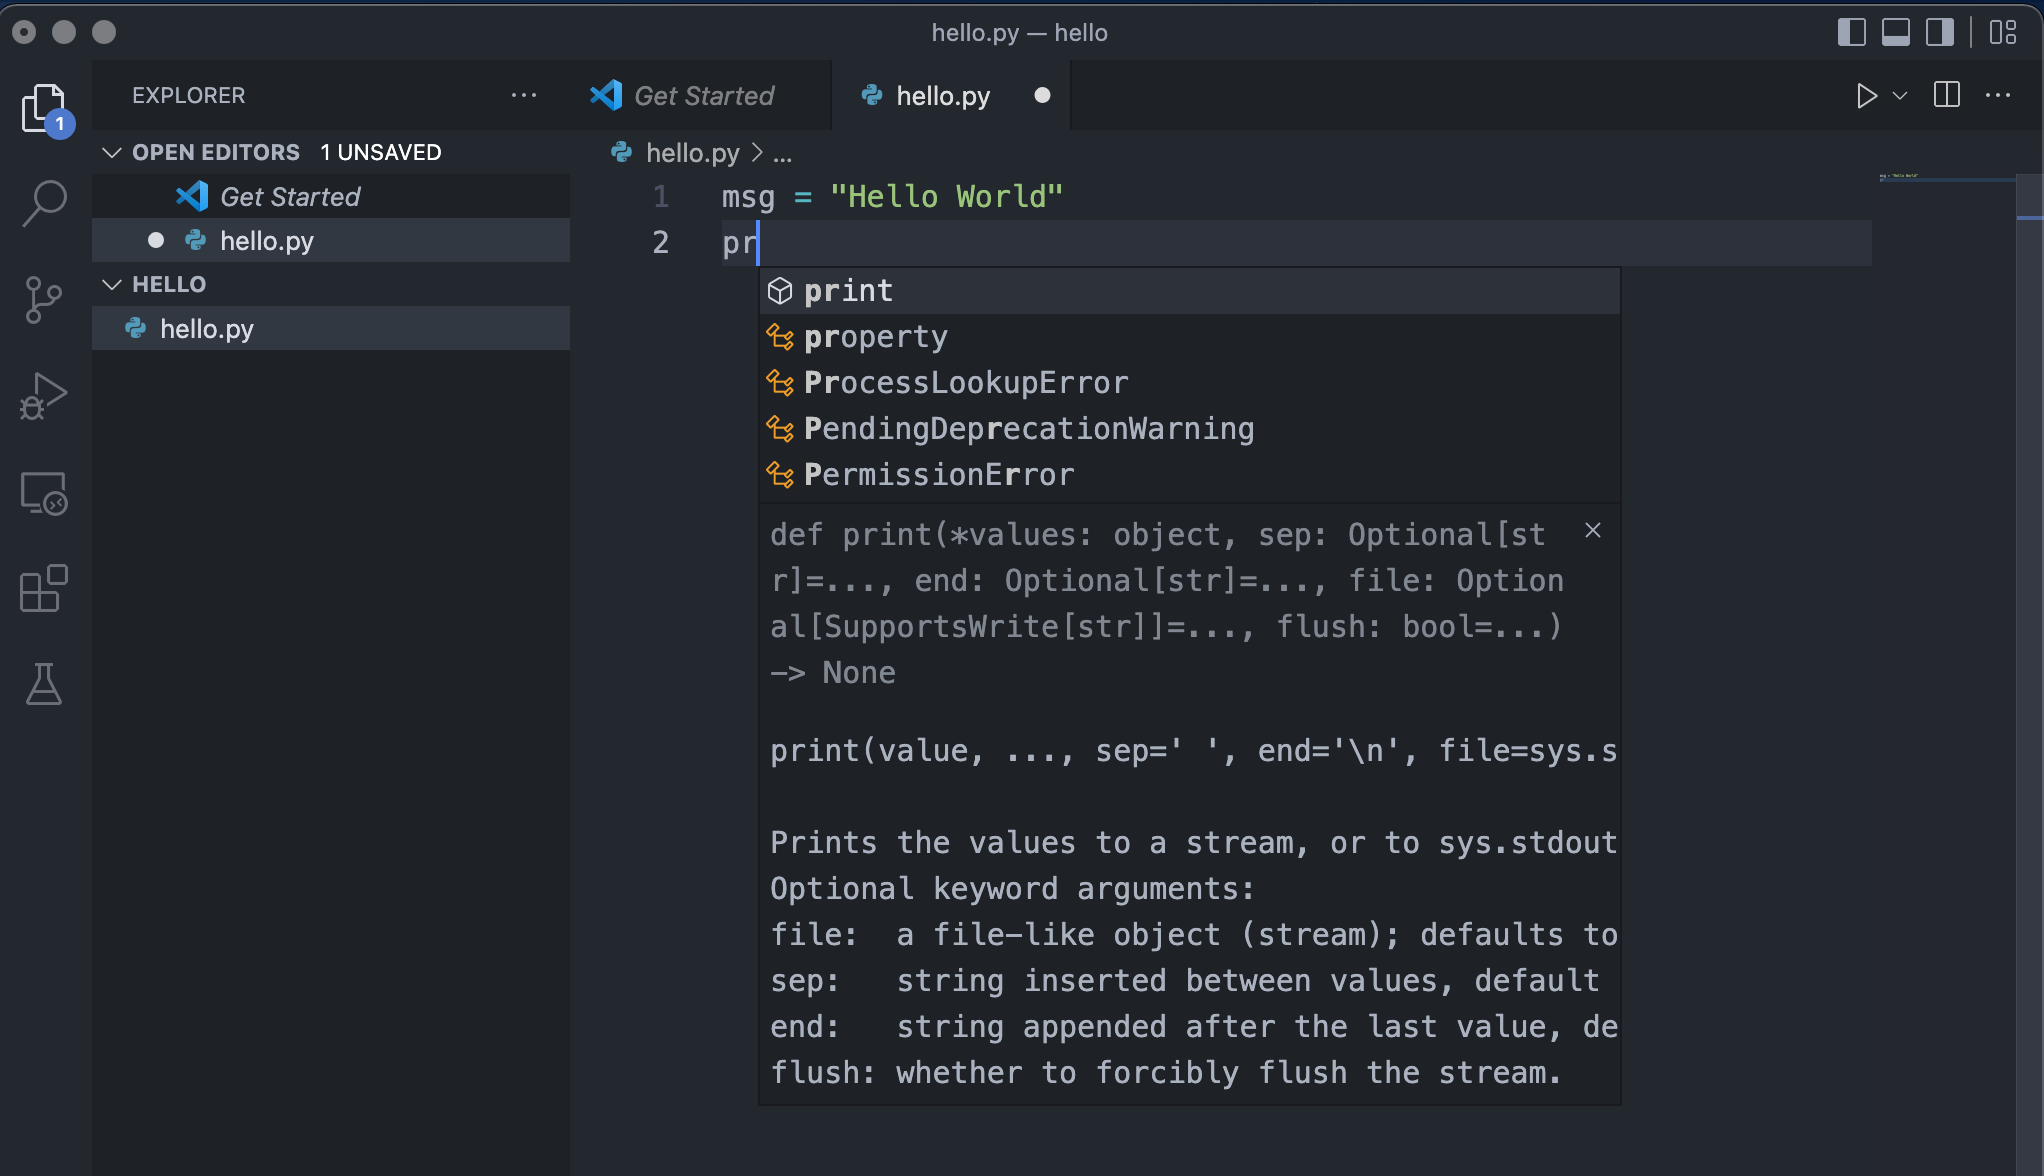 hello.py — hello
EXPLORER
Get Started
hello.py
1
OPEN EDITORS 1 UNSAVED
Get Started
hello.py
HELLO
hello.py
hello.py > ...
1 msg = "Hello World"
2 pr
print
property
ProcessLookupError
PendingDeprecationWarning
PermissionError
def print(*values: object, sep: Optional[st
r]=..., end: Optional[str]=..., file: Option
al[SupportsWrite[str]]=..., flush: bool=...)
-> None
print(value, ..., sep=' ', end='\n', file=sys.s
Prints the values to a stream, or to sys.stdout
Optional keyword arguments:
file:  a file-like object (stream); defaults to
sep:   string inserted between values, default
end:   string appended after the last value, de
flush: whether to forcibly flush the stream.